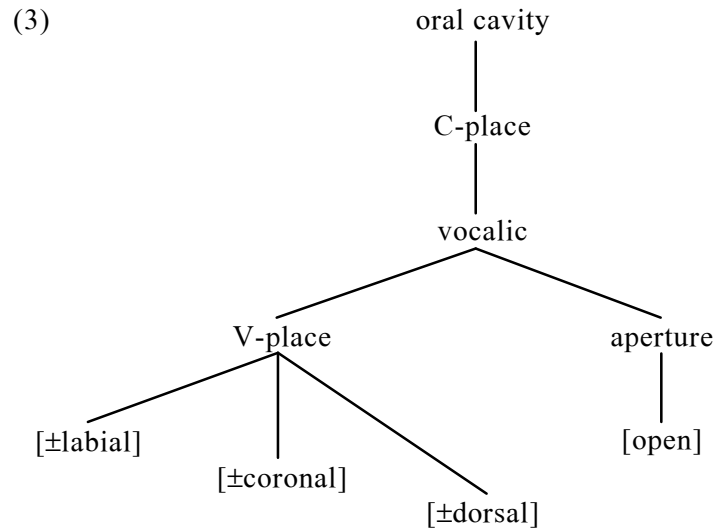 (3)
oral cavity
C-place
vocalic
V-place
aperture
[±labial]
[±coronal]
[±dorsal]
[open]